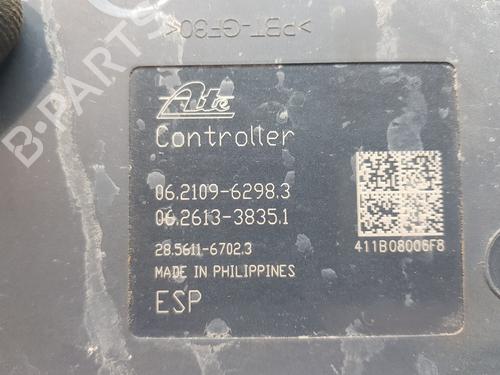 >PBT-GF30<
Ate
Controller
06.2109-6298.3
06.2613-3835.1
28.5611-6702.3
411B08006F8
MADE IN PHILIPPINES
ESP
B-PARTS
B-PARTS